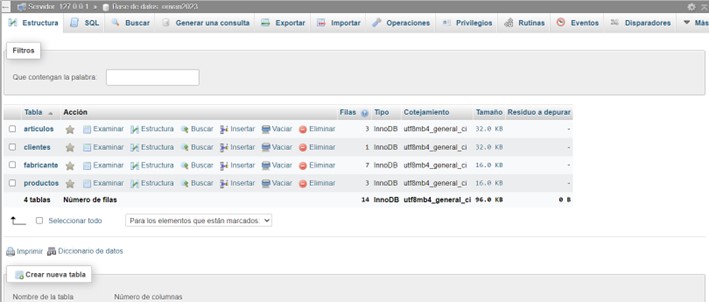 Servidor: 127.0.0.1 » Base de datos:
Estructura SQL Buscar Generar una consulta Exportar Importar Operaciones Privilegios Rutinas Eventos Disparadores Más
Filtros
Que contengan la palabra:
Tabla Acción Filas Tipo Cotejamiento Tamaño Residuo a depurar
articulos Examinar Estructura Buscar Insertar Vaciar Eliminar 3 InnoDB utf8mb4_general_ci 32.0 KB -
clientes Examinar Estructura Buscar Insertar Vaciar Eliminar 1 InnoDB utf8mb4_general_ci 32.0 KB -
fabricante Examinar Estructura Buscar Insertar Vaciar Eliminar 7 InnoDB utf8mb4_general_ci 16.0 KB -
productos Examinar Estructura Buscar Insertar Vaciar Eliminar 3 InnoDB utf8mb4_general_ci 16.0 KB -
4 tablas Número de filas 14 InnoDB utf8mb4_general_ci 96.0 KB 0 B
Seleccionar todo Para los elementos que están marcados:
Imprimir Diccionario de datos
Crear nueva tabla
Nombre de la tabla Número de columnas